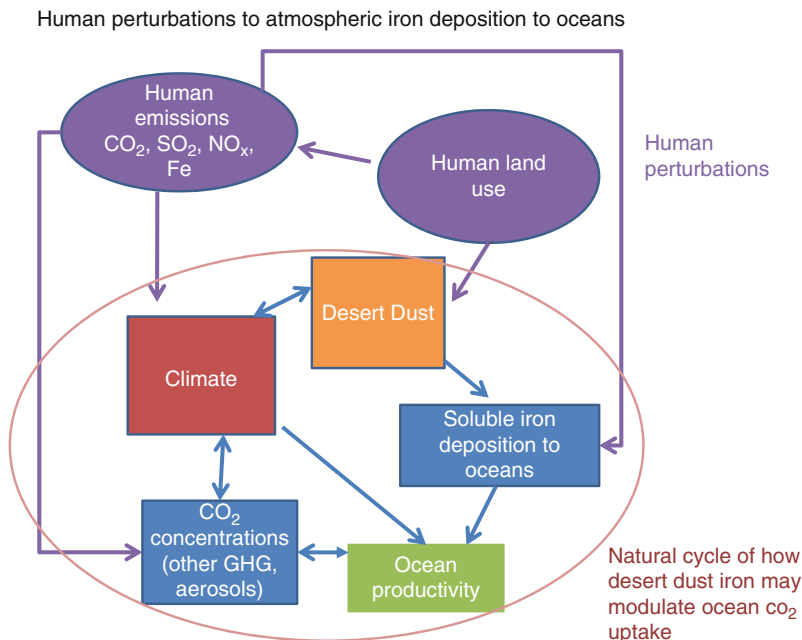 Human perturbations to atmospheric iron deposition to oceans
Human
emissions
CO₂, SO₂, NOₓ,
Fe
Human land
use
Human
perturbations
Desert Dust
Climate
Soluble iron
deposition to
oceans
CO₂
concentrations
(other GHG,
aerosols)
Ocean
productivity
Natural cycle of how
desert dust iron may
modulate ocean co₂
uptake